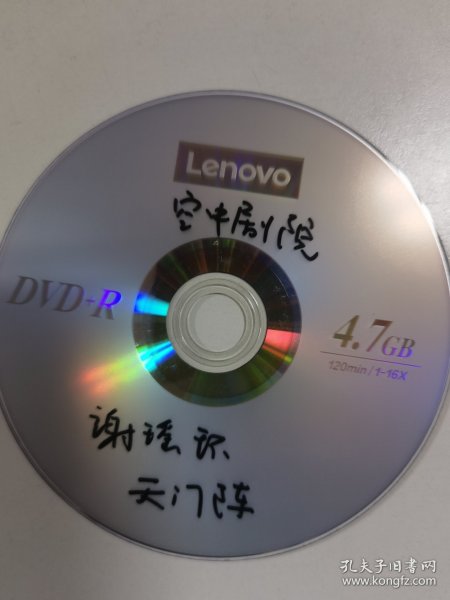 Lenovo
空中剧院
DVD+R
4.7GB
120min/1-16X
谢瑶环
天门阵
孔夫子旧书网
www.kongfz.com